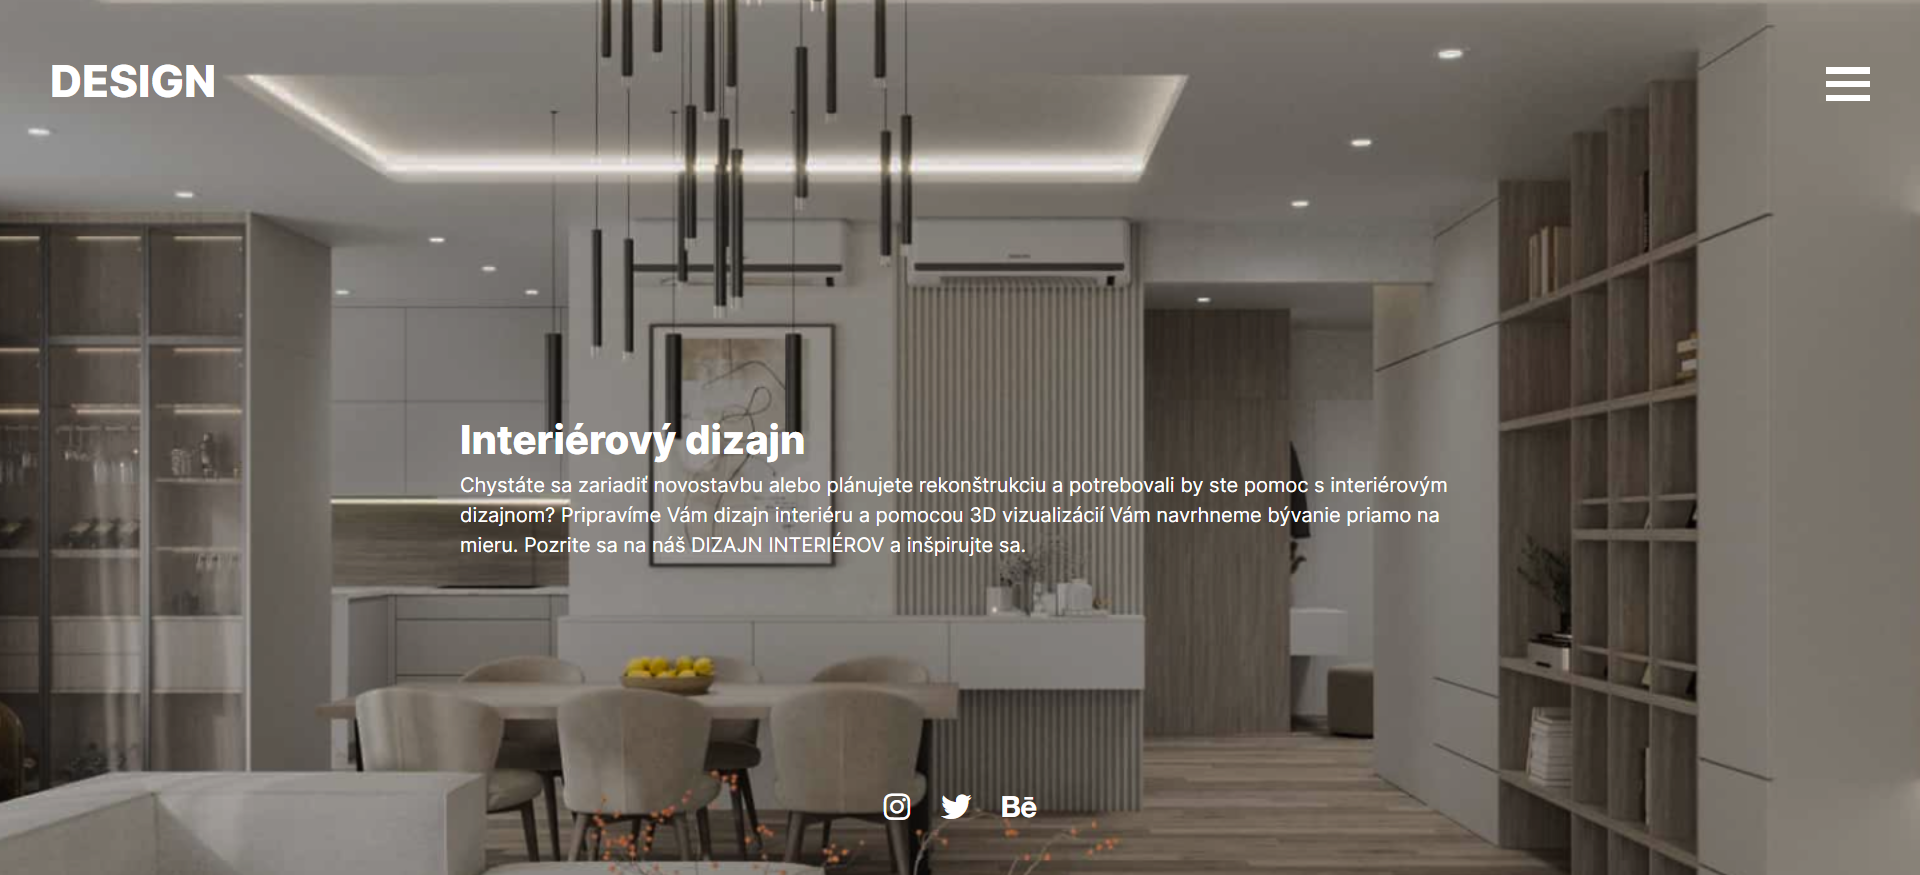 DESIGN
Interiérový dizajn
Chystáte sa zariadiť novostavbu alebo plánujete rekonštrukciu a potrebovali by ste pomoc s interiérovým
dizajnom? Pripravíme Vám dizajn interiéru a pomocou 3D vizualizácií Vám navrhneme bývanie priamo na
mieru. Pozrite sa na náš DIZAJN INTERIÉROV a inšpirujte sa.
Bē